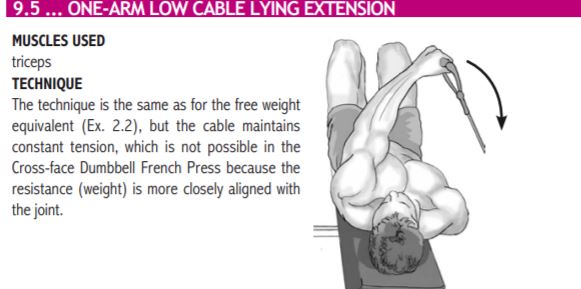 9.5 ... ONE-ARM LOW CABLE LYING EXTENSION
MUSCLES USED
triceps
TECHNIQUE
The technique is the same as for the free weight
equivalent (Ex. 2.2), but the cable maintains
constant tension, which is not possible in the
Cross-face Dumbbell French Press because the
resistance (weight) is more closely aligned with
the joint.